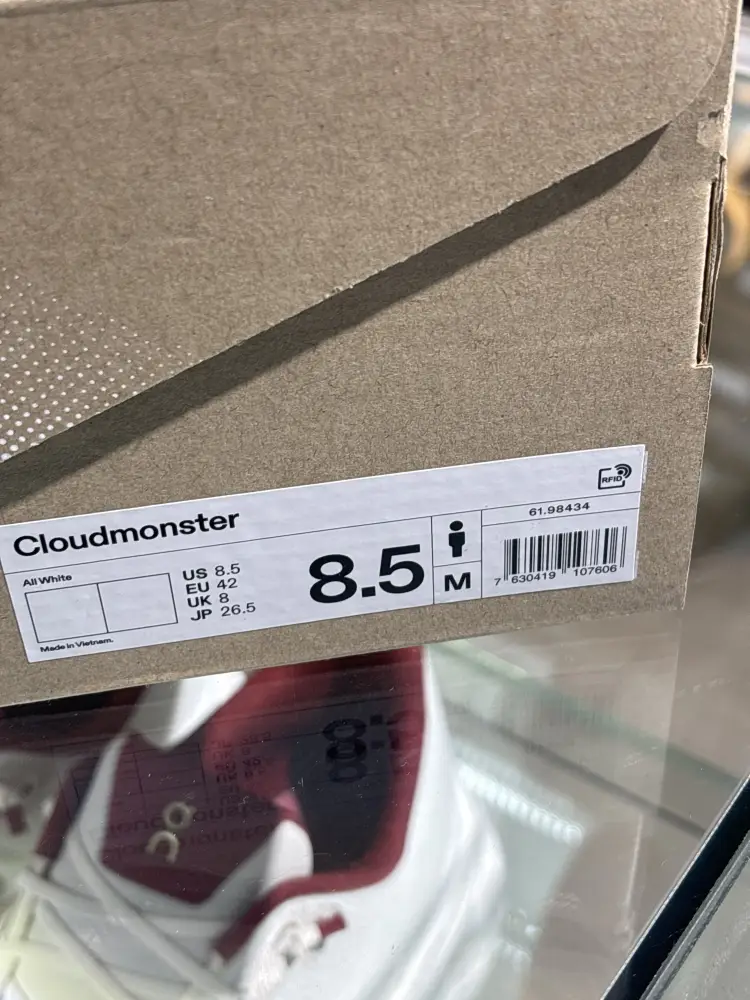 RFID
Cloudmonster
61.98434
All White
US 8.5
EU 42
UK 8
JP 26.5
8.5
M
7 630419 107606
Made in Vietnam.